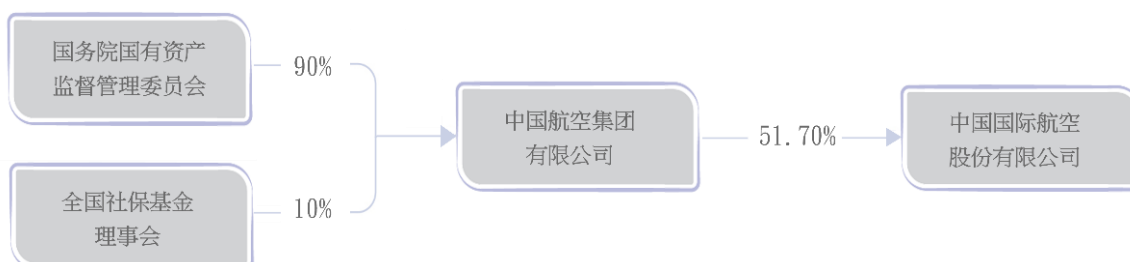 国务院国有资产
监督管理委员会
90%
全国社保基金
理事会
10%
中国航空集团
有限公司
51.70%
中国国际航空
股份有限公司